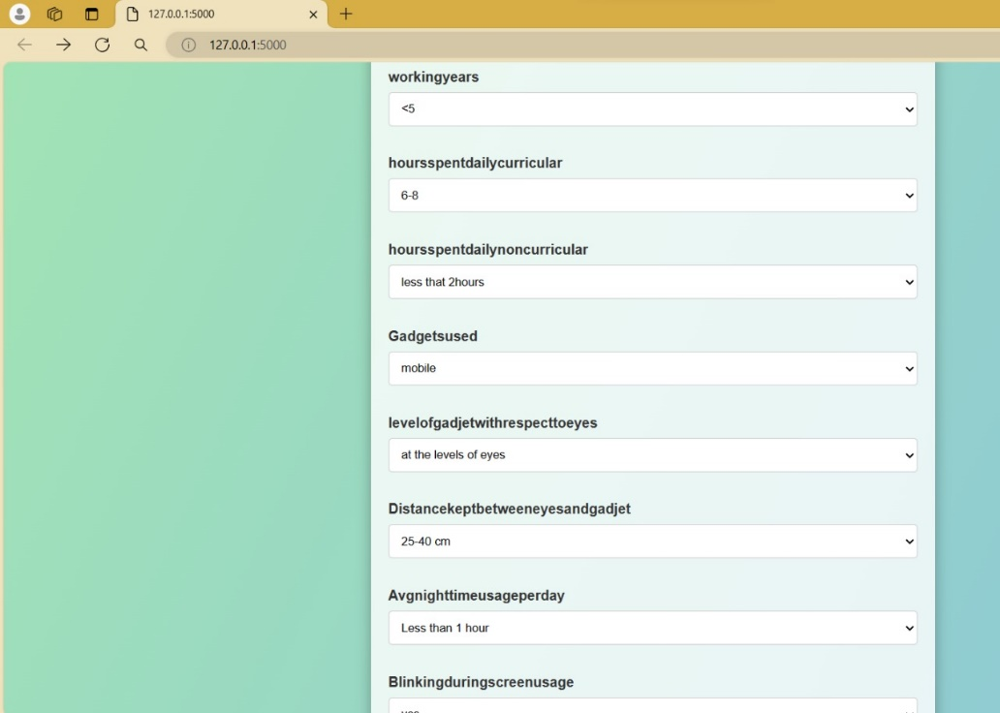 127.0.0.1:5000
127.0.0.1:5000
workingyears
<5
hoursspentdailycurricular
6-8
hoursspentdailynoncurricular
less that 2hours
Gadgetsused
mobile
levelofgadjetwithrespecttoeyes
at the levels of eyes
Distancekeptbetweeneyesandgadjet
25-40 cm
Avgnighttimeusageperday
Less than 1 hour
Blinkingduringscreenusage